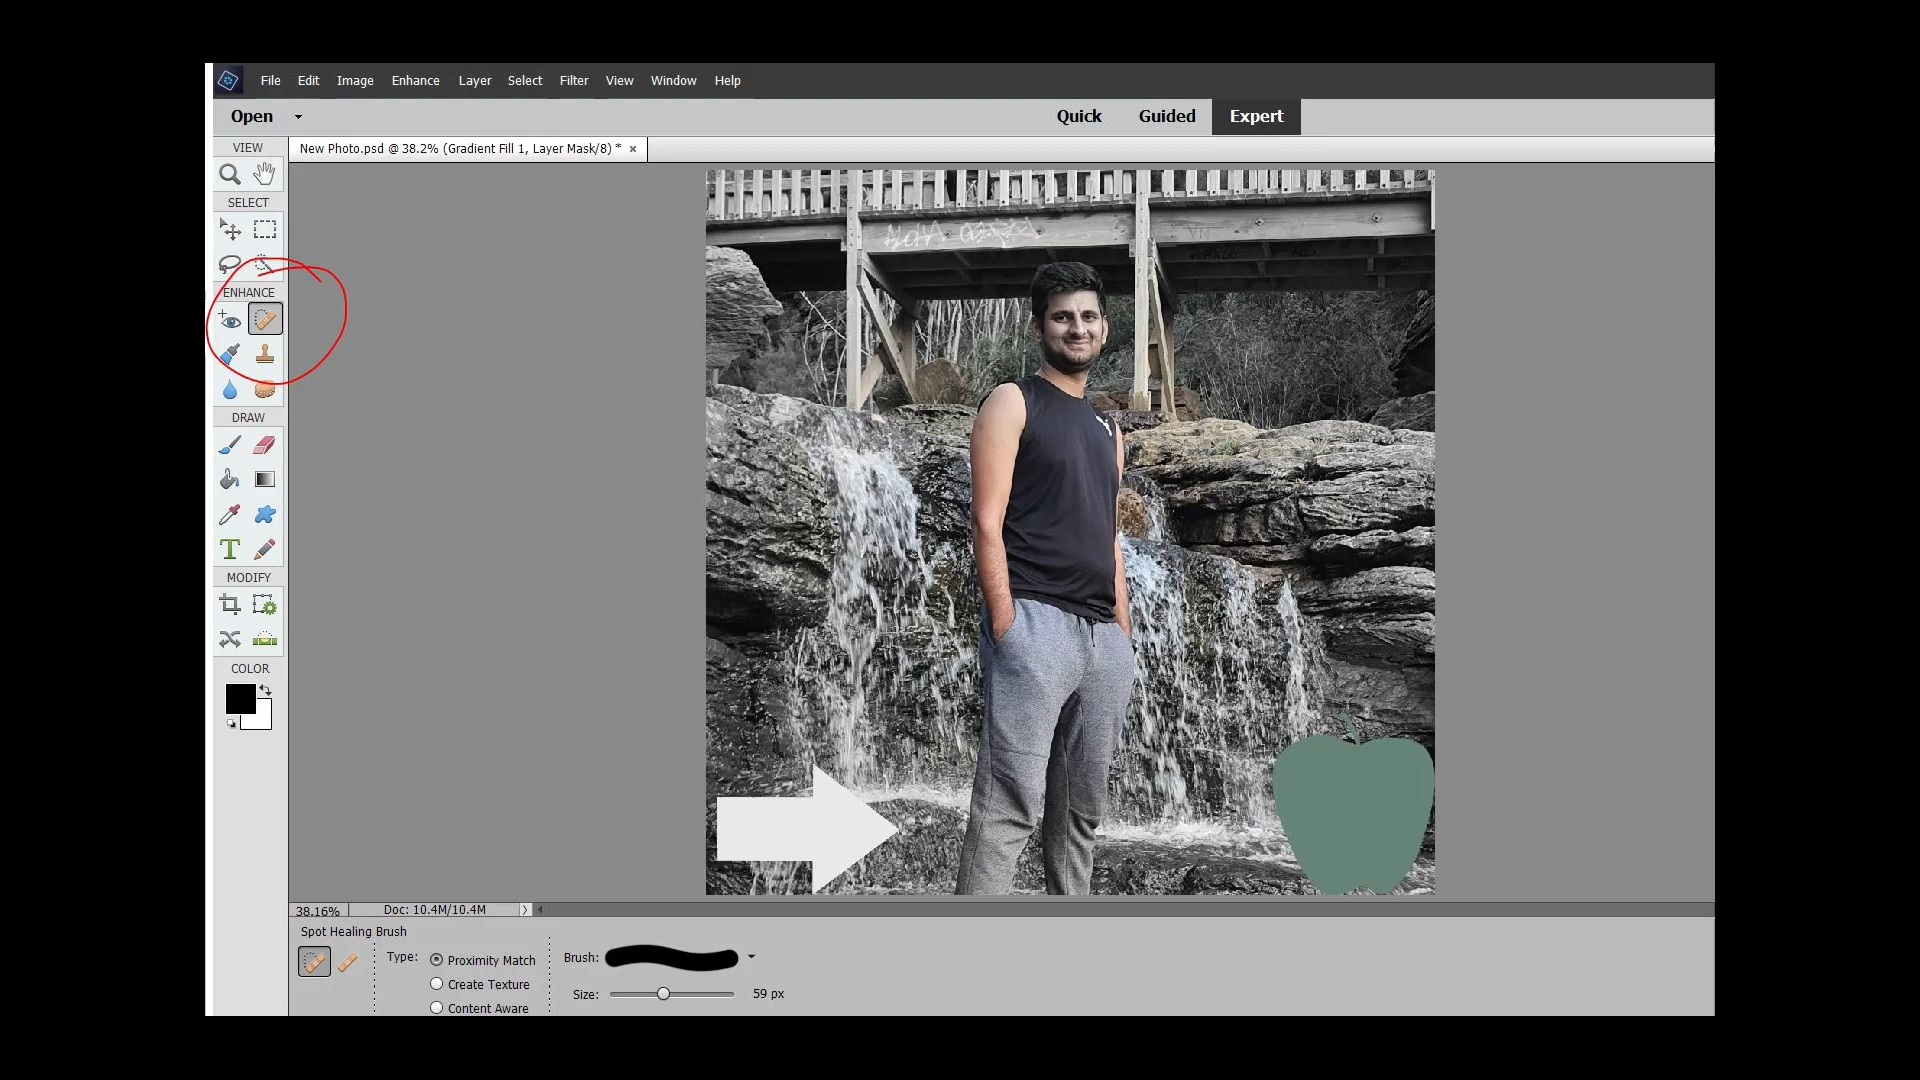 File Edit Image Enhance Layer Select Filter View Window Help
Open Quick Guided Expert
VIEW
New Photo.psd @ 38.2% (Gradient Fill 1, Layer Mask/8) * ×
SELECT
ENHANCE
DRAW
T
MODIFY
COLOR
38.16% Doc: 10.4M/10.4M
Spot Healing Brush
Type: Proximity Match
Create Texture
Content Aware
Brush:
Size: 59 px